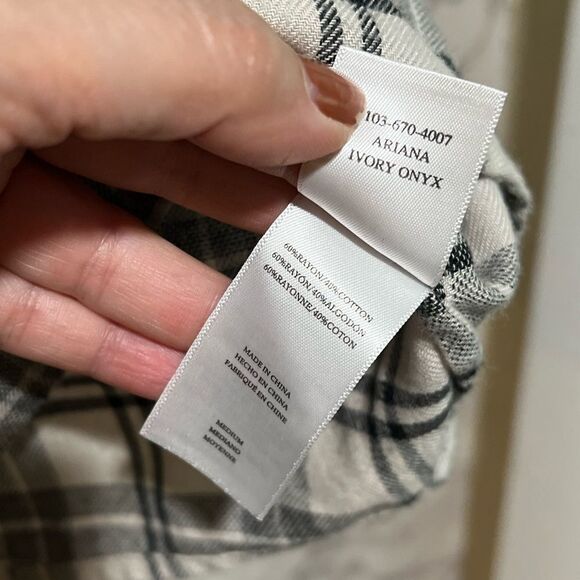 103-670-4007
ARIANA
IVORY ONYX
60%RAYON/40%COTTON
60%RAYÓN/40%ALGODÓN
60%RAYONNE/40%COTON
MADE IN CHINA
HECHO EN CHINA
FABRIQUÉ EN CHINE
MEDIUM
MEDIANO
MOYENNE